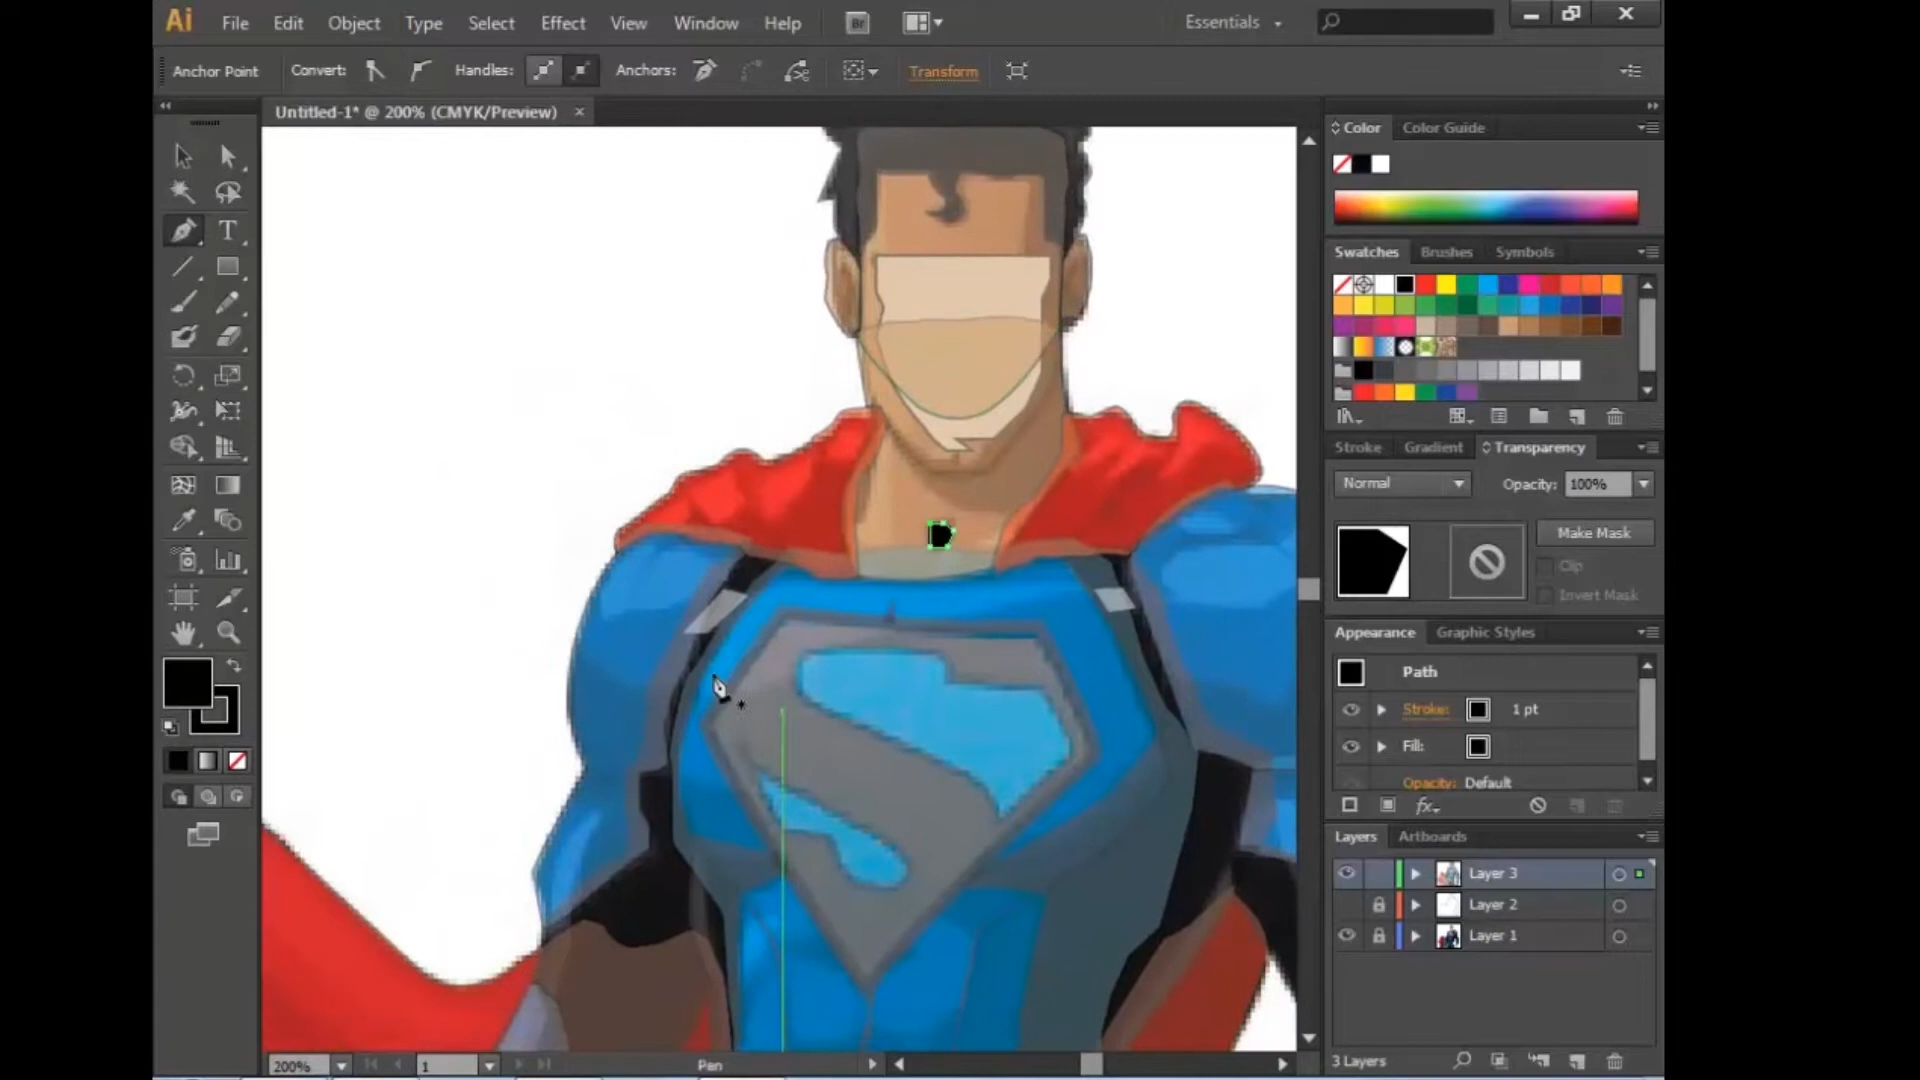 Ai File Edit Object Type Select Effect View Window Help Br Essentials
Anchor Point Convert: Handles: Anchors: Transform
Untitled-1* @ 200% (CMYK/Preview)
Color Color Guide
Swatches Brushes Symbols
Stroke Gradient Transparency
Normal Opacity: 100%
Make Mask
Clip
Invert Mask
Appearance Graphic Styles
Path
Stroke: 1 pt
Fill:
Opacity: Default
fx
Layers Artboards
Layer 3
Layer 2
Layer 1
3 Layers
200% 1 Pen